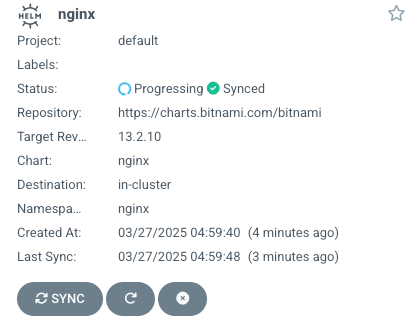 HELM nginx
Project: default
Labels:
Status: Progressing Synced
Repository: https://charts.bitnami.com/bitnami
Target Rev... 13.2.10
Chart: nginx
Destination: in-cluster
Namespa... nginx
Created At: 03/27/2025 04:59:40 (4 minutes ago)
Last Sync: 03/27/2025 04:59:48 (3 minutes ago)
SYNC